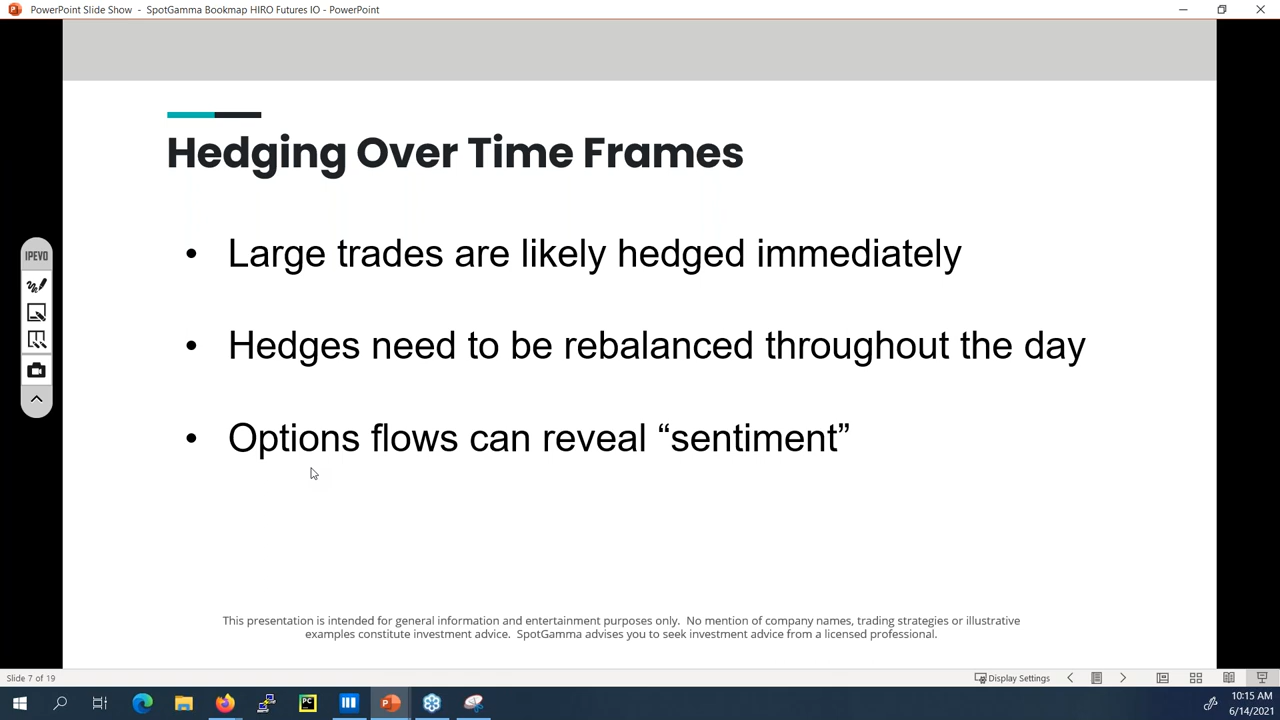 PowerPoint Slide Show - SpotGamma Bookmap HIRO Futures IO - PowerPoint
Hedging Over Time Frames
IPEVO
• Large trades are likely hedged immediately
• Hedges need to be rebalanced throughout the day
• Options flows can reveal “sentiment”
This presentation is intended for general information and entertainment purposes only. No mention of company names, trading strategies or illustrative
examples constitute investment advice. SpotGamma advises you to seek investment advice from a licensed professional.
Slide 7 of 19
Display Settings
PC
10:15 AM
6/14/2021